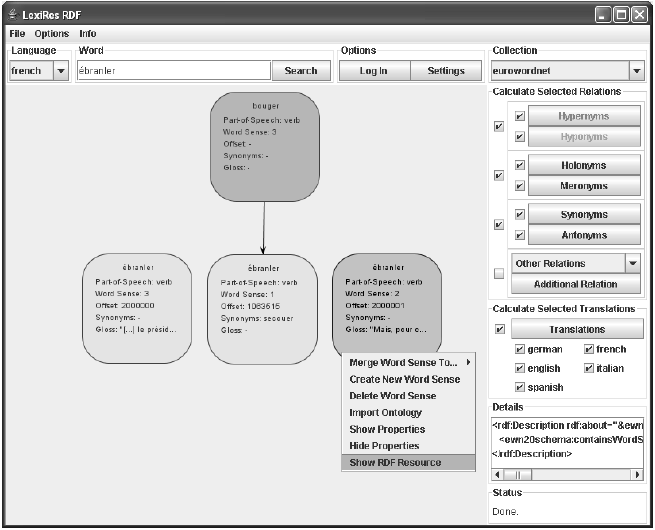 LexiRes RDF
File Options Info
Language
french
Word
ébranler
Search
Options
Log In
Settings
Collection
eurowordnet
bouger
Part-of-Speech: verb
Word Sense: 3
Offset: -
Synonyms: -
Gloss: -
ébranler
Part-of-Speech: verb
Word Sense: 3
Offset: 2000000
Synonyms: -
Gloss: "[...] le présid...
ébranler
Part-of-Speech: verb
Word Sense: 1
Offset: 1063515
Synonyms: secouer
Gloss: -
ébranler
Part-of-Speech: verb
Word Sense: 2
Offset: 2000001
Synonyms: -
Gloss: "Mais, pour c...
Merge Word Sense To...
Create New Word Sense
Delete Word Sense
Import Ontology
Show Properties
Hide Properties
Show RDF Resource
Calculate Selected Relations
Hypernyms
Hyponyms
Holonyms
Meronyms
Synonyms
Antonyms
Other Relations
Additional Relation
Calculate Selected Translations
Translations
german
french
english
italian
spanish
Details
<rdf:Description rdf:about="&ewn
<ewn20schema:containsWordS
</rdf:Description>
Status
Done.